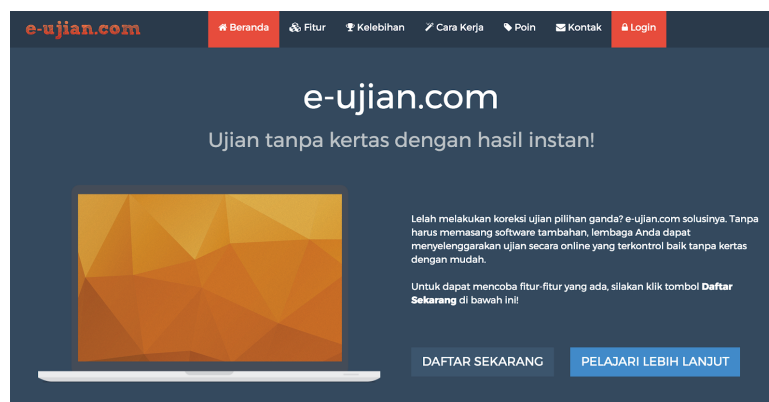 e-ujian.com
Beranda
Fitur
Kelebihan
Cara Kerja
Poin
Kontak
Login
e-ujian.com
Ujian tanpa kertas dengan hasil instan!
Lelah melakukan koreksi ujian pilihan ganda? e-ujian.com solusinya. Tanpa
harus memasang software tambahan, lembaga Anda dapat
menyelenggarakan ujian secara online yang terkontrol baik tanpa kertas
dengan mudah.
Untuk dapat mencoba fitur-fitur yang ada, silakan klik tombol Daftar
Sekarang di bawah ini!
DAFTAR SEKARANG
PELAJARI LEBIH LANJUT